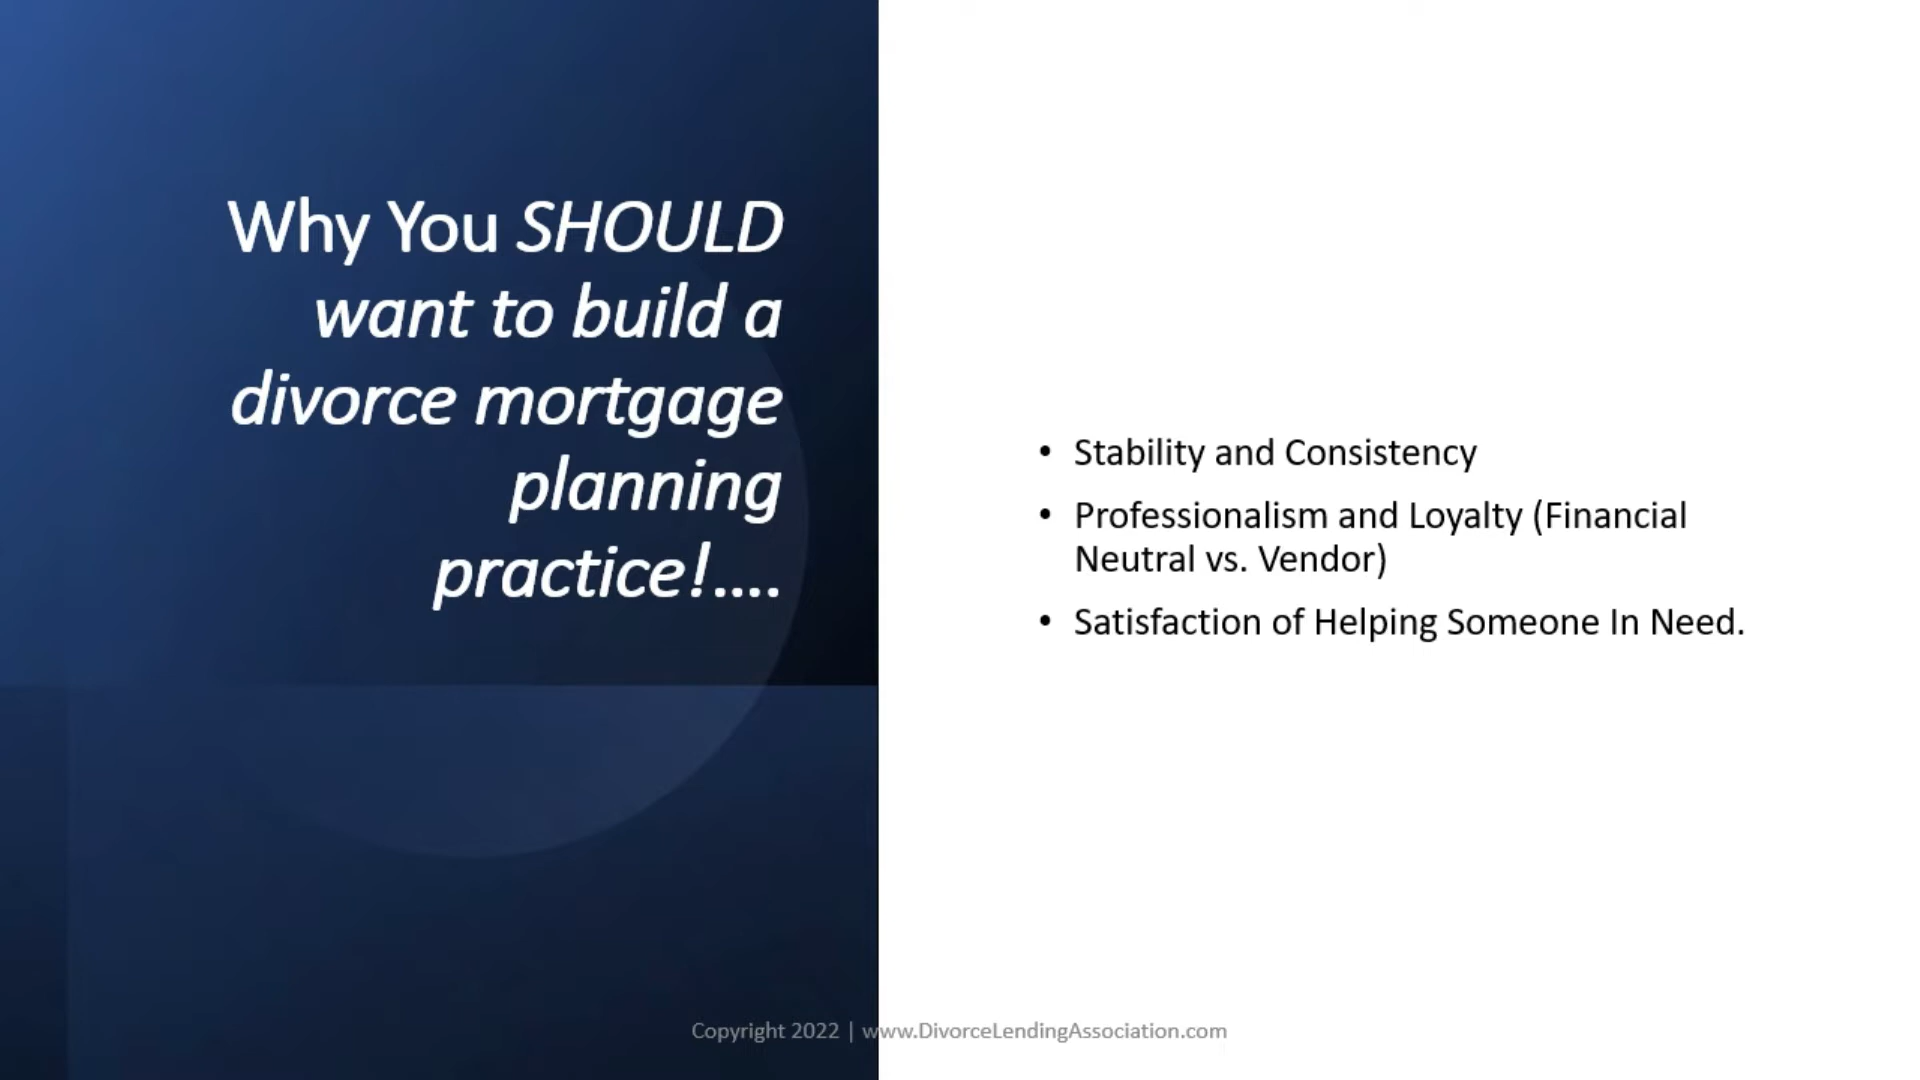 Why You SHOULD
want to build a
divorce mortgage
planning
practice!....
• Stability and Consistency
• Professionalism and Loyalty (Financial
Neutral vs. Vendor)
• Satisfaction of Helping Someone In Need.
Copyright 2022 | www.DivorceLendingAssociation.com